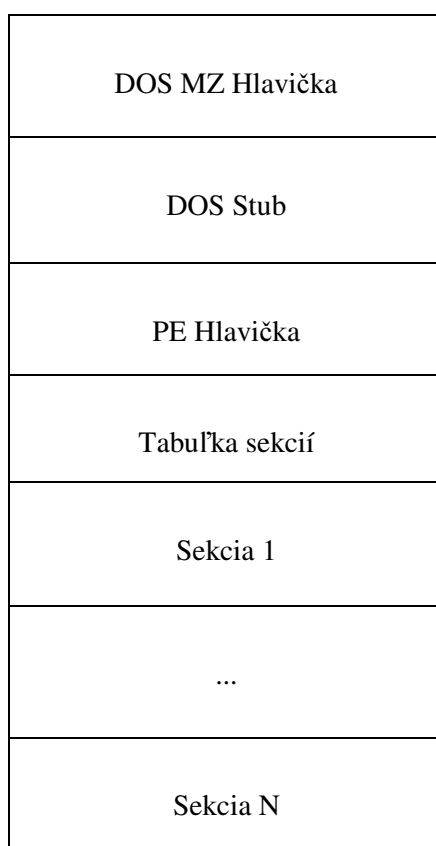 DOS MZ Hlavička
DOS Stub
PE Hlavička
Tabuľka sekcií
Sekcia 1
...
Sekcia N